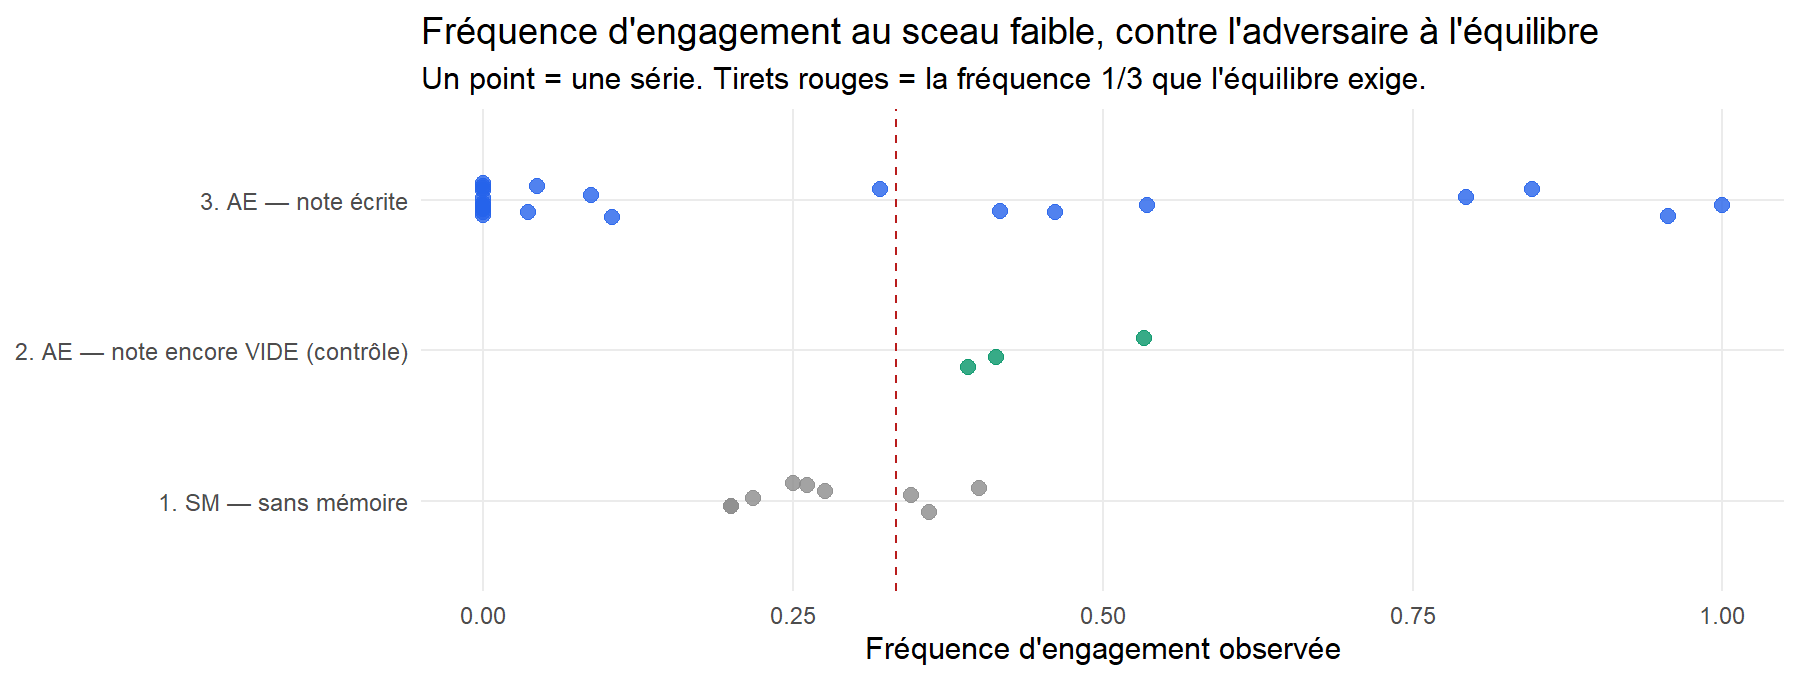 Fréquence d'engagement au sceau faible, contre l'adversaire à l'équilibre
Un point = une série. Tirets rouges = la fréquence 1/3 que l'équilibre exige.
3. AE — note écrite
2. AE — note encore VIDE (contrôle)
1. SM — sans mémoire
0.00 0.25 0.50 0.75 1.00
Fréquence d'engagement observée